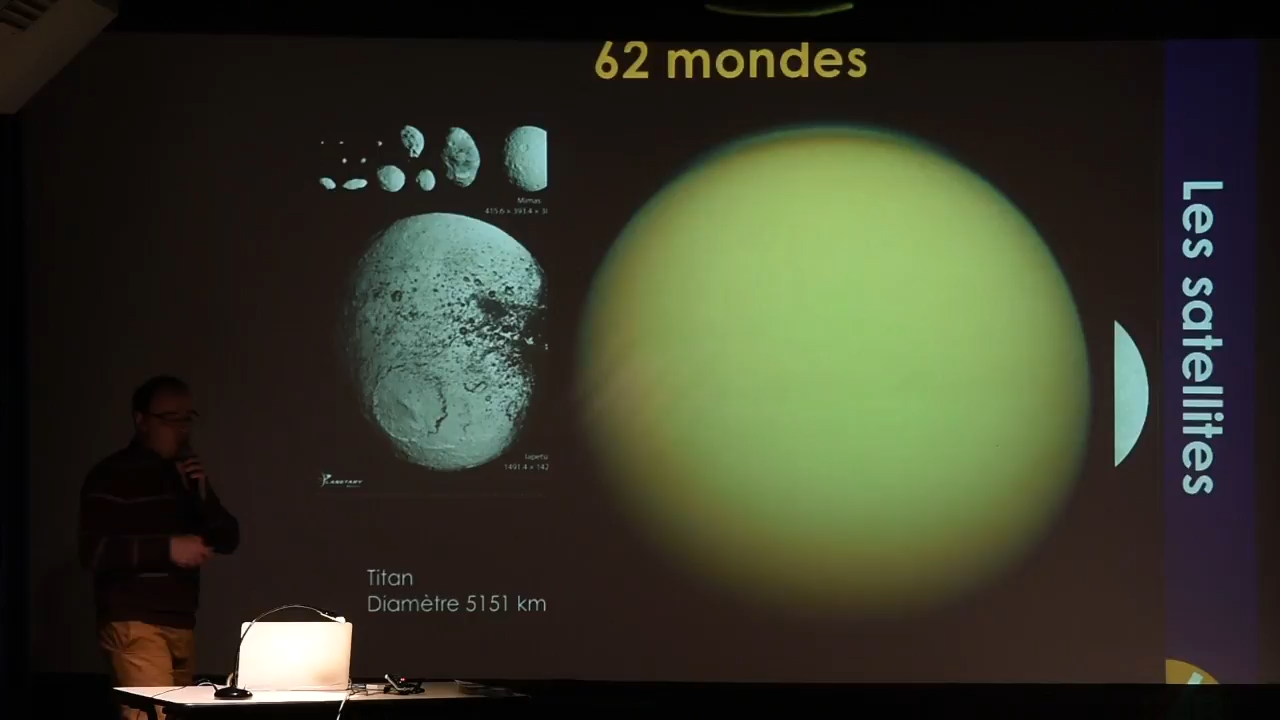 62 mondes
Mimas
Titan
Diamètre 5151 km
Les satellites